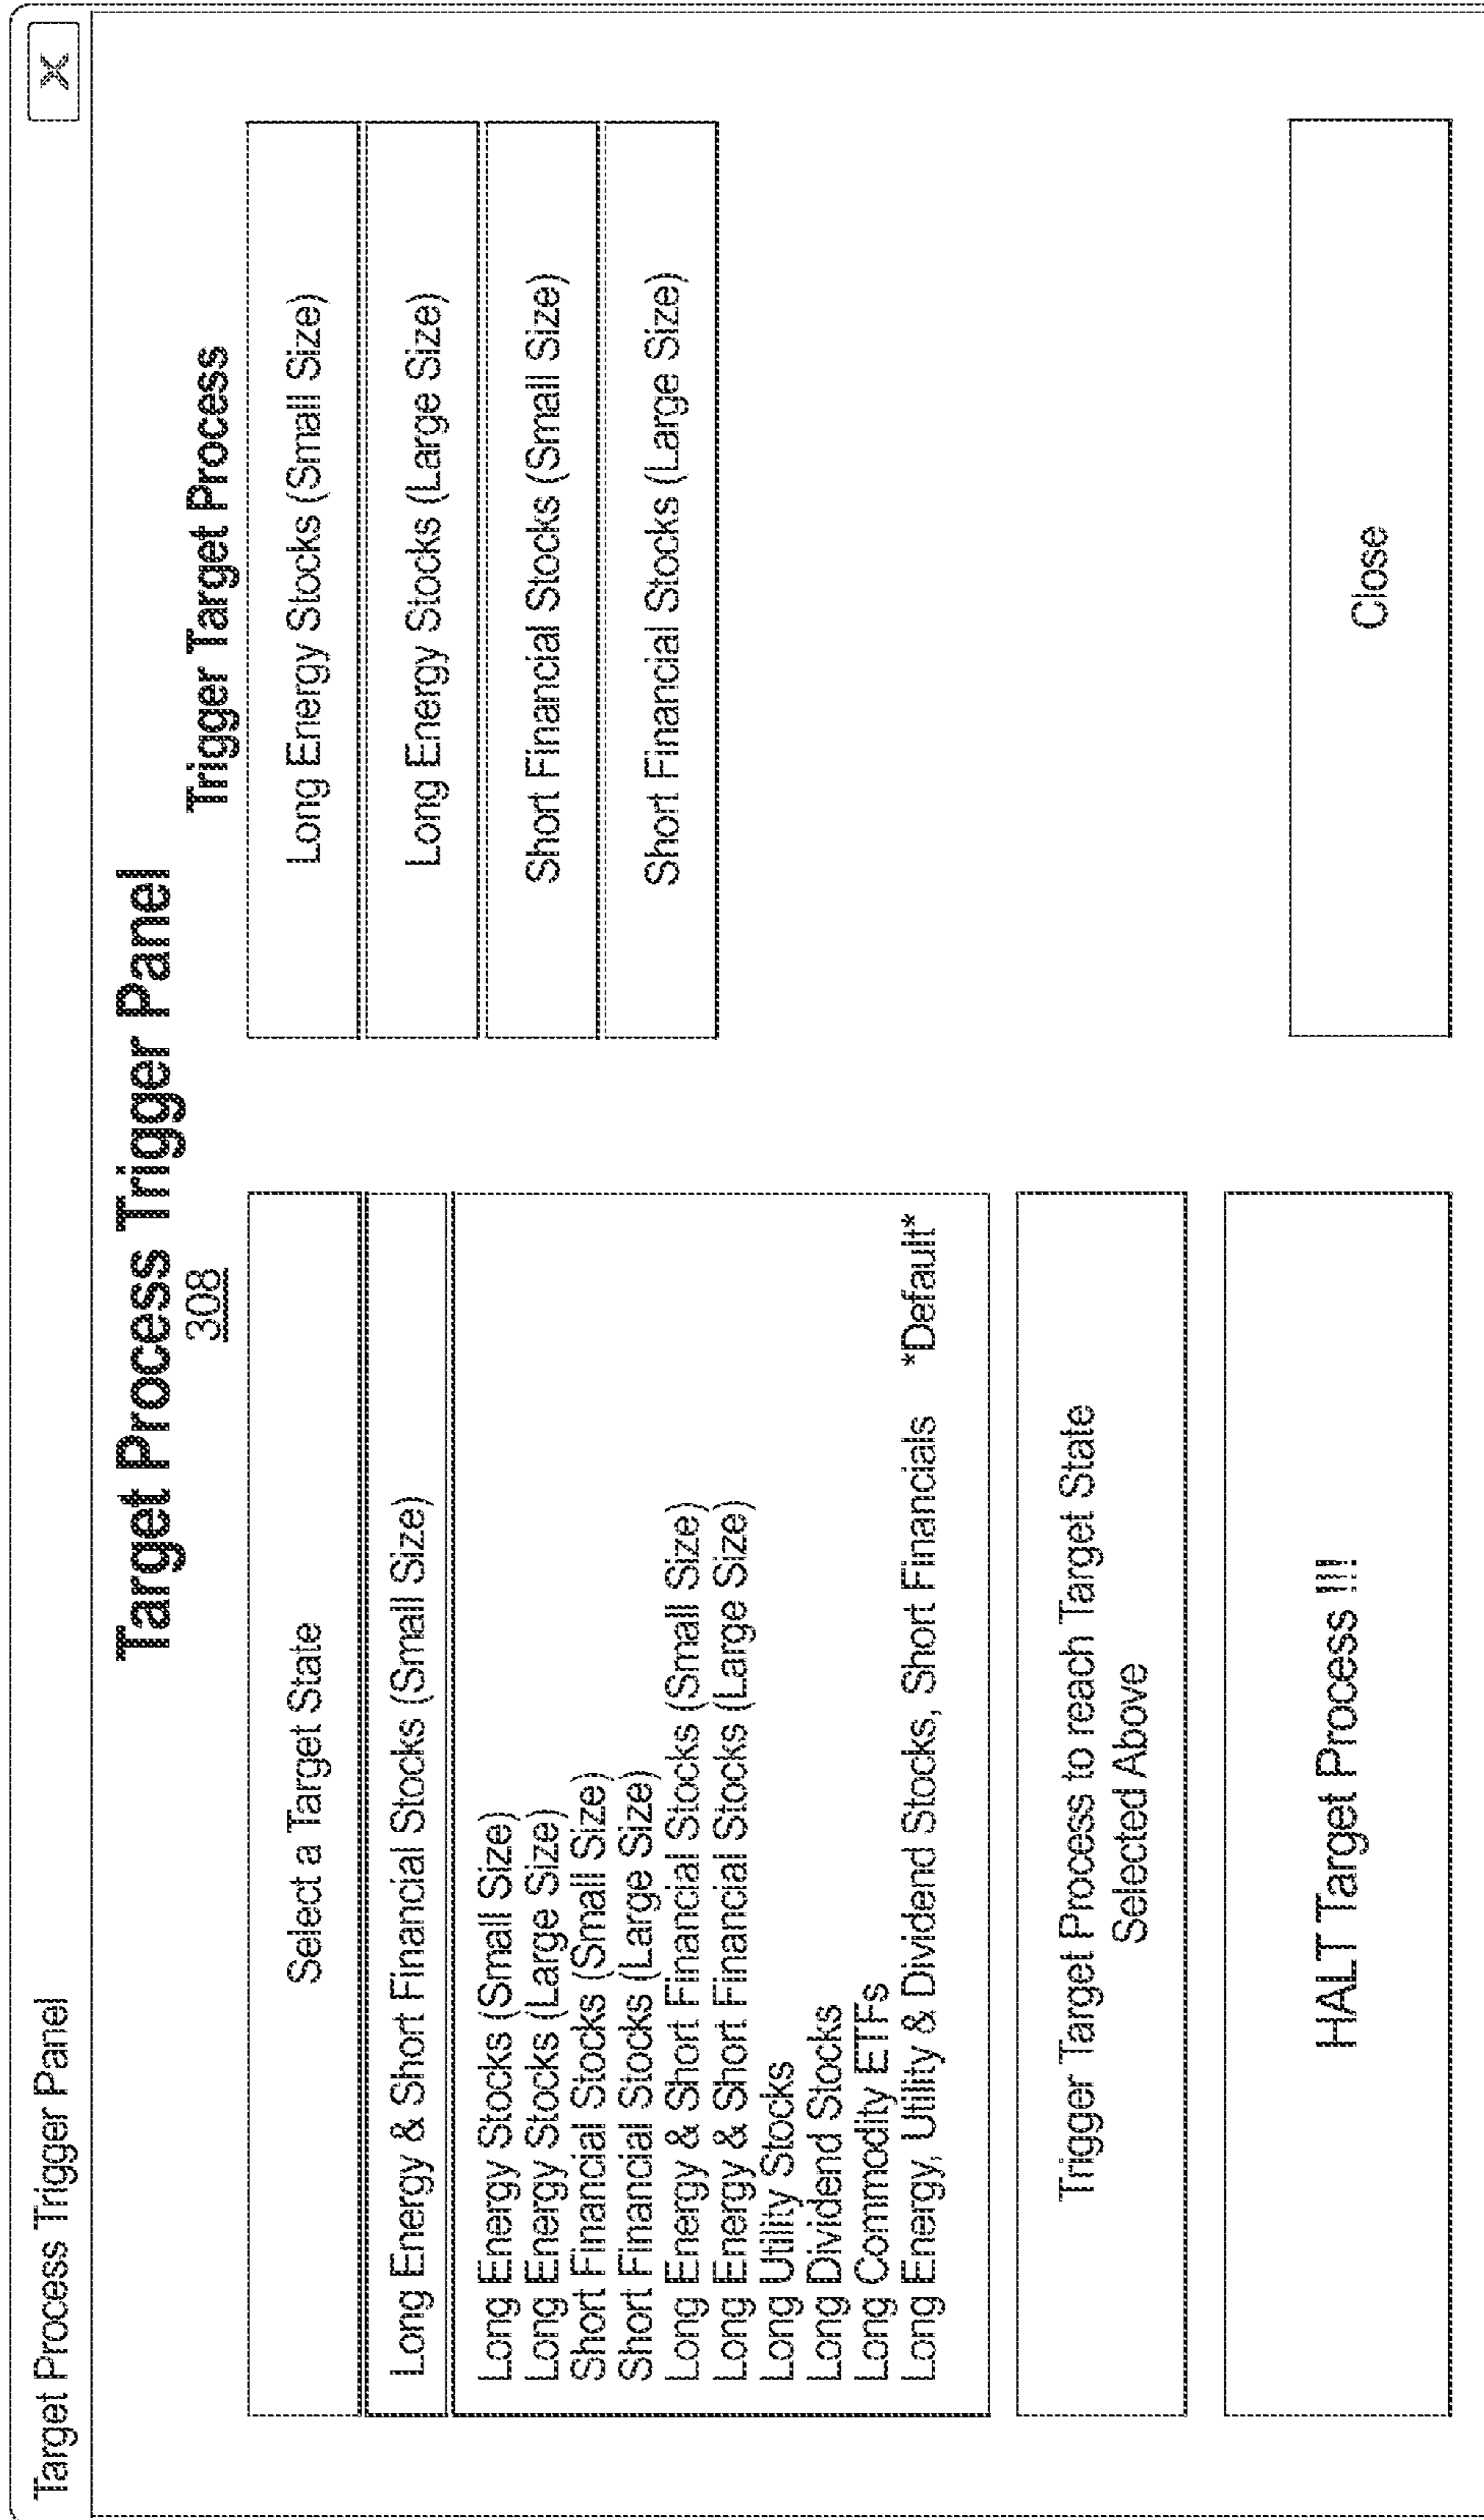 Target Process Trigger Panel
X
Target Process Trigger Panel
308
Select a Target State
Long Energy & Short Financial Stocks (Small Size)
Long Energy Stocks (Small Size)
Long Energy Stocks (Large Size)
Short Financial Stocks (Small Size)
Short Financial Stocks (Large Size)
Long Energy & Short Financial Stocks (Small Size)
Long Energy & Short Financial Stocks (Large Size)
Long Utility Stocks
Long Dividend Stocks
Long Commodity ETFs
Long Energy, Utility & Dividend Stocks, Short Financials *Default*
Trigger Target Process to reach Target State
Selected Above
HALT Target Process !!!
Trigger Target Process
Long Energy Stocks (Small Size)
Long Energy Stocks (Large Size)
Short Financial Stocks (Small Size)
Short Financial Stocks (Large Size)
Close